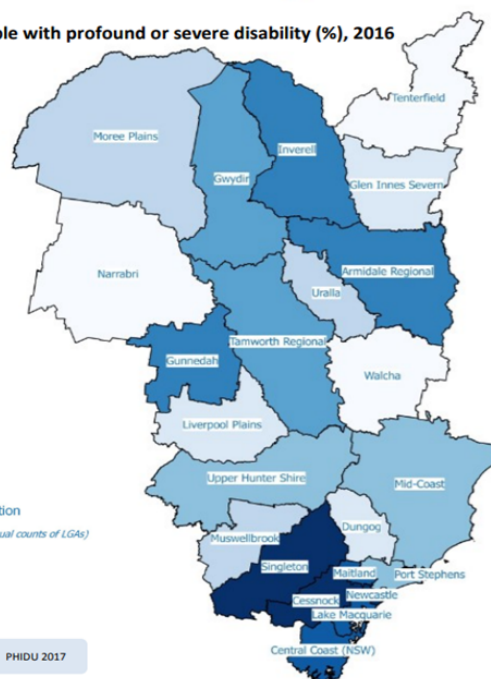 ple with profound or severe disability (%), 2016
Tenterfield
Moree Plains
Inverell
Gwydir
Glen Innes Severn
Narrabri
Armidale Regional
Uralla
Tamworth Regional
Gunnedah
Walcha
Liverpool Plains
Upper Hunter Shire
Mid-Coast
tion
ual counts of LGAs)
Dungog
Muswellbrook
Singleton
Maitland
Port Stephens
Cessnock
Newcastle
Lake Macquarie
Central Coast (NSW)
PHIDU 2017